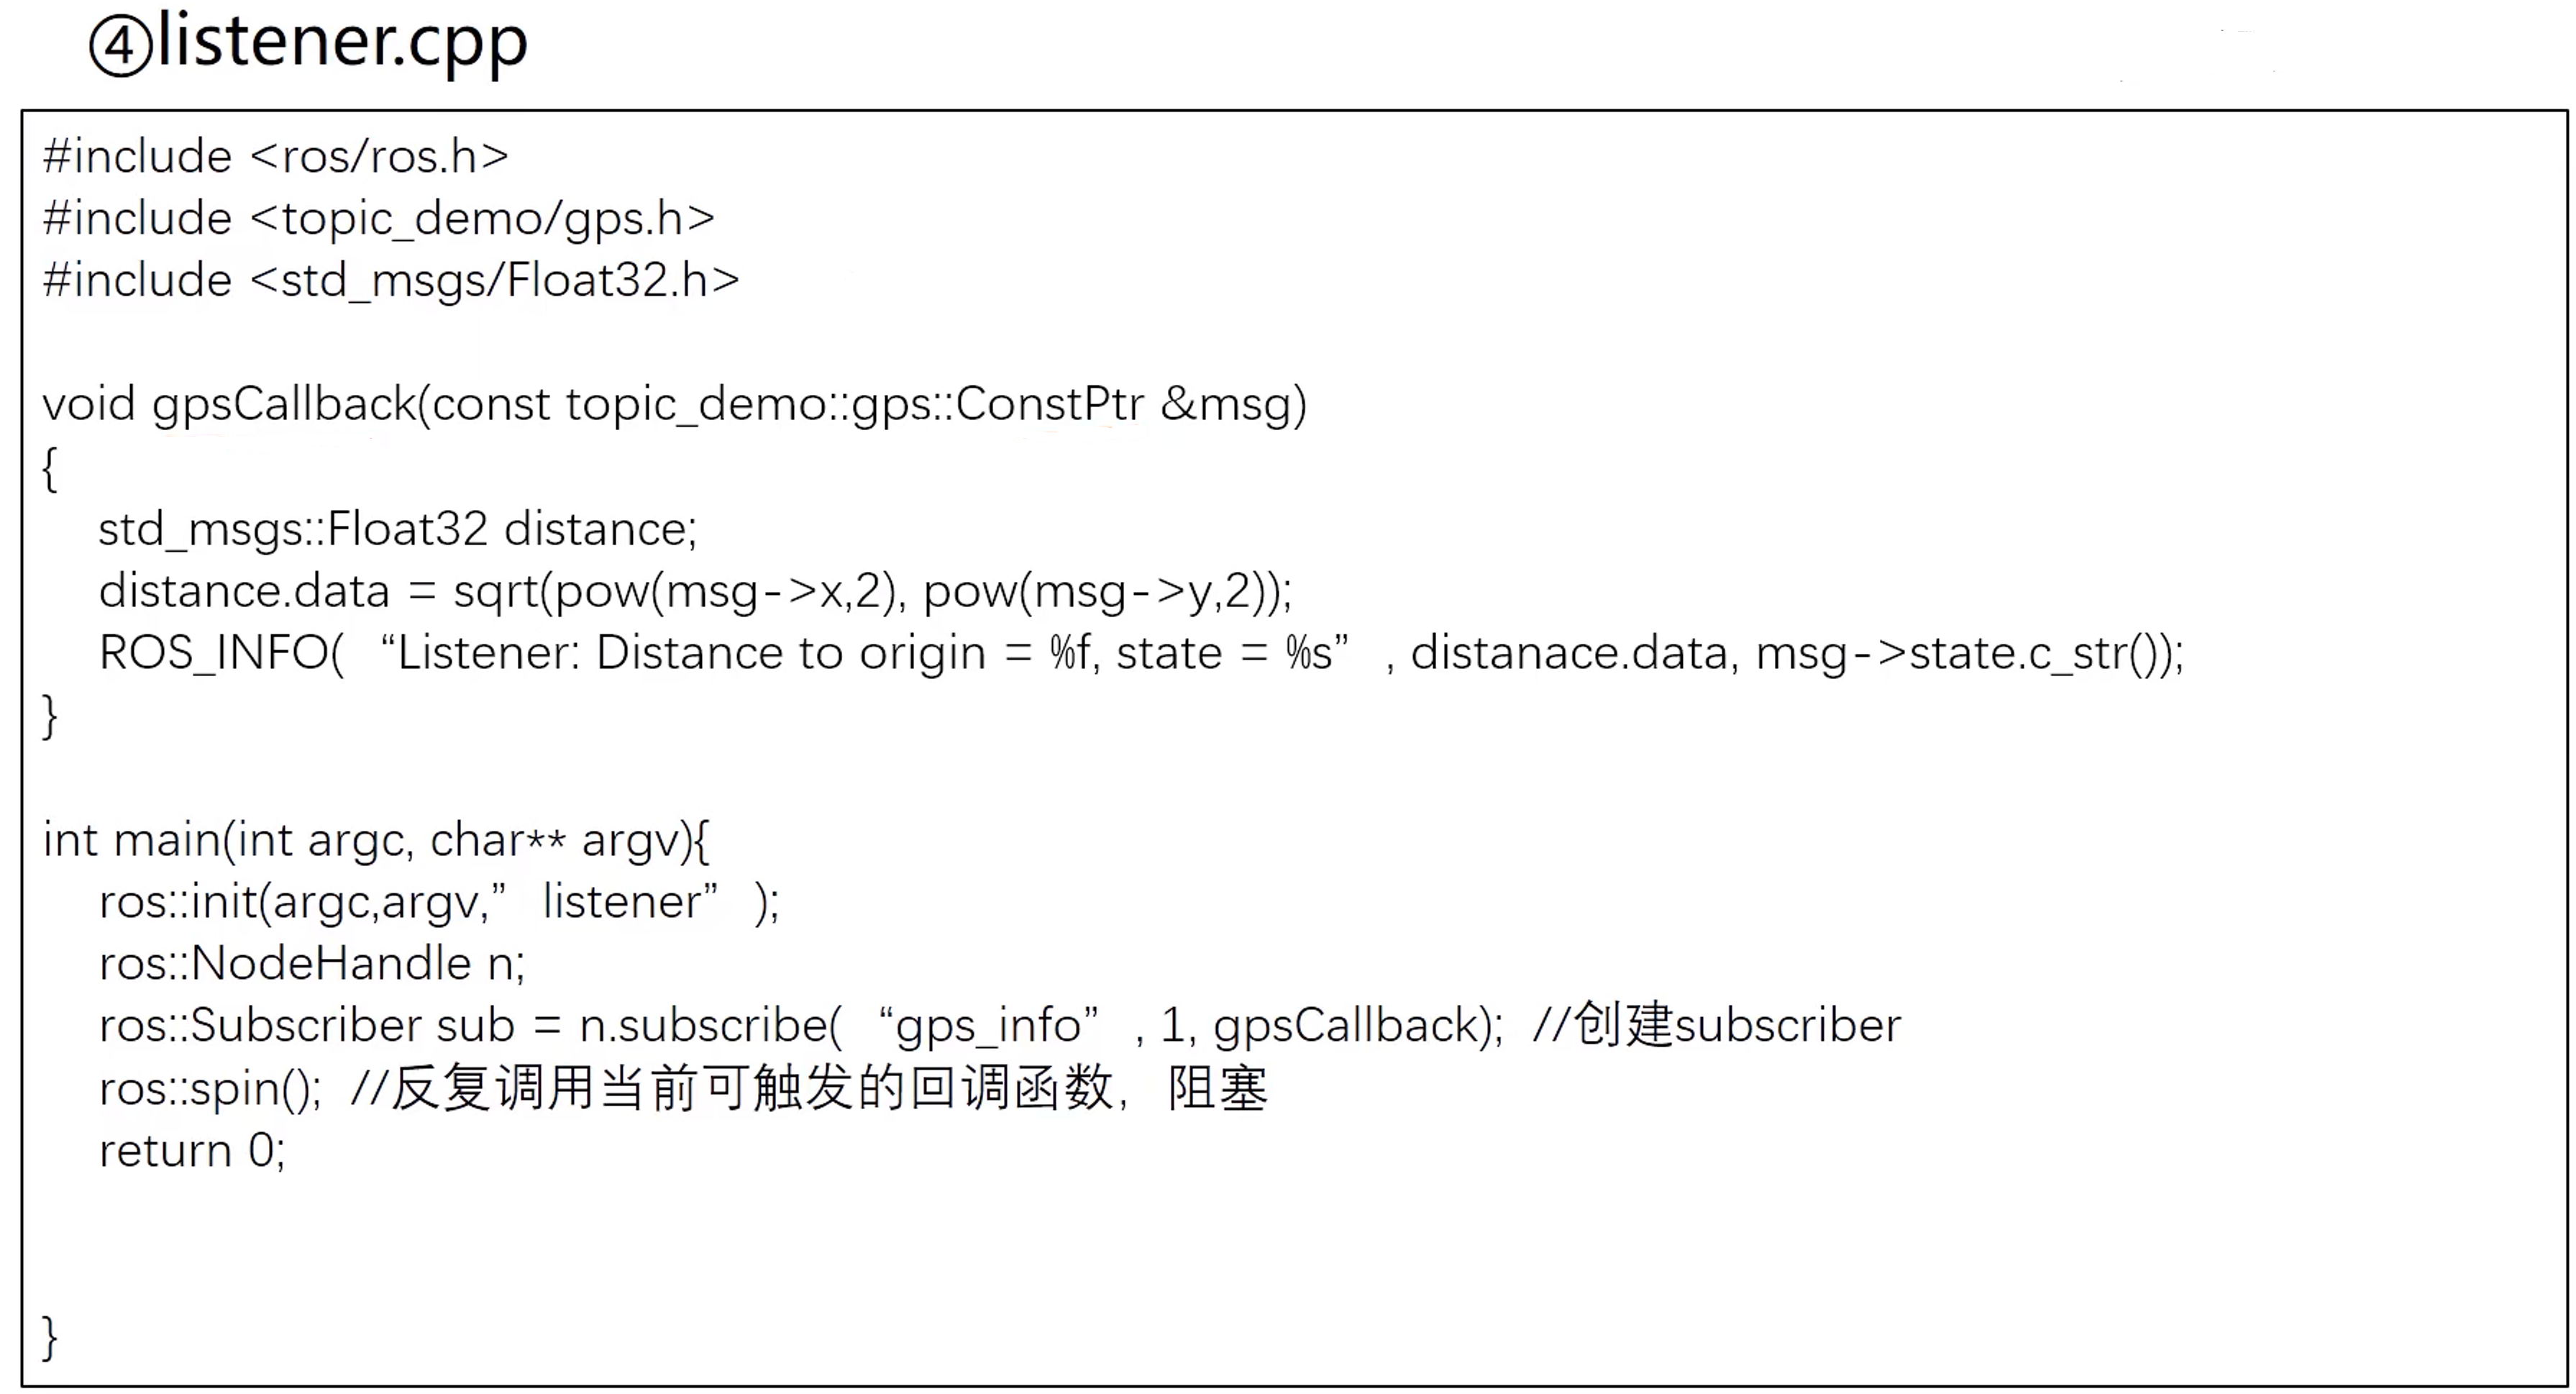 ④listener.cpp
#include <ros/ros.h>
#include <topic_demo/gps.h>
#include <std_msgs/Float32.h>
void gpsCallback(const topic_demo::gps::ConstPtr &msg)
{
std_msgs::Float32 distance;
distance.data = sqrt(pow(msg->x,2), pow(msg->y,2));
ROS_INFO( “Listener: Distance to origin = %f, state = %s” , distanace.data, msg->state.c_str());
}
int main(int argc, char** argv){
ros::init(argc,argv,” listener” );
ros::NodeHandle n;
ros::Subscriber sub = n.subscribe( “gps_info” , 1, gpsCallback); //创建subscriber
ros::spin(); //反复调用当前可触发的回调函数，阻塞
return 0;
}